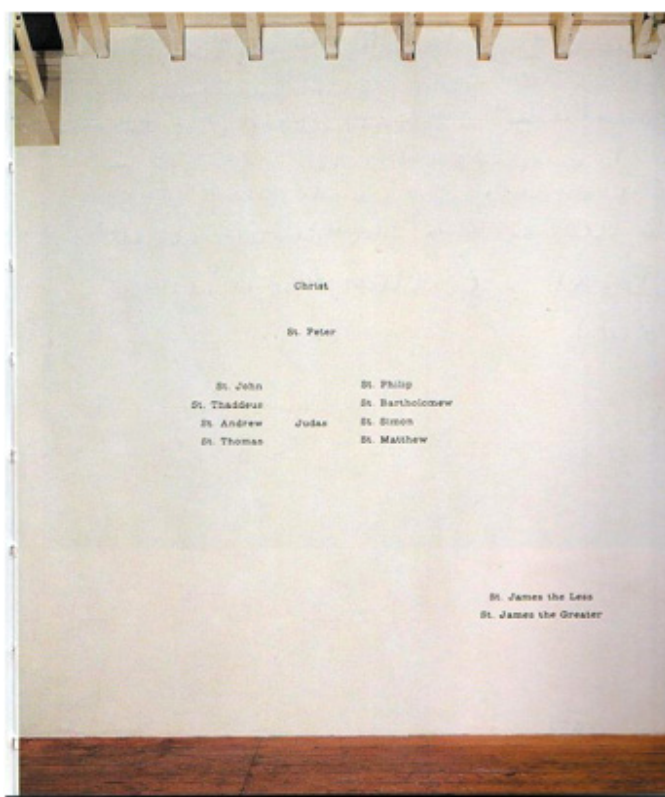 Christ
St. Peter
St. John
St. Thaddeus
St. Andrew
St. Thomas
Judas
St. Philip
St. Bartholomew
St. Simon
St. Matthew
St. James the Less
St. James the Greater